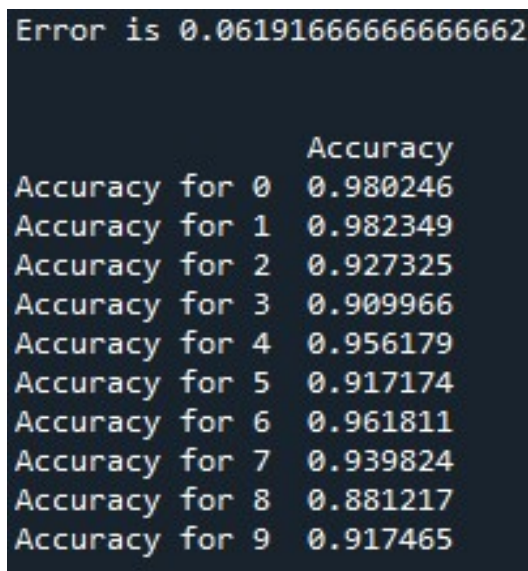 Error is 0.06191666666666662
Accuracy
Accuracy for 0 0.980246
Accuracy for 1 0.982349
Accuracy for 2 0.927325
Accuracy for 3 0.909966
Accuracy for 4 0.956179
Accuracy for 5 0.917174
Accuracy for 6 0.961811
Accuracy for 7 0.939824
Accuracy for 8 0.881217
Accuracy for 9 0.917465